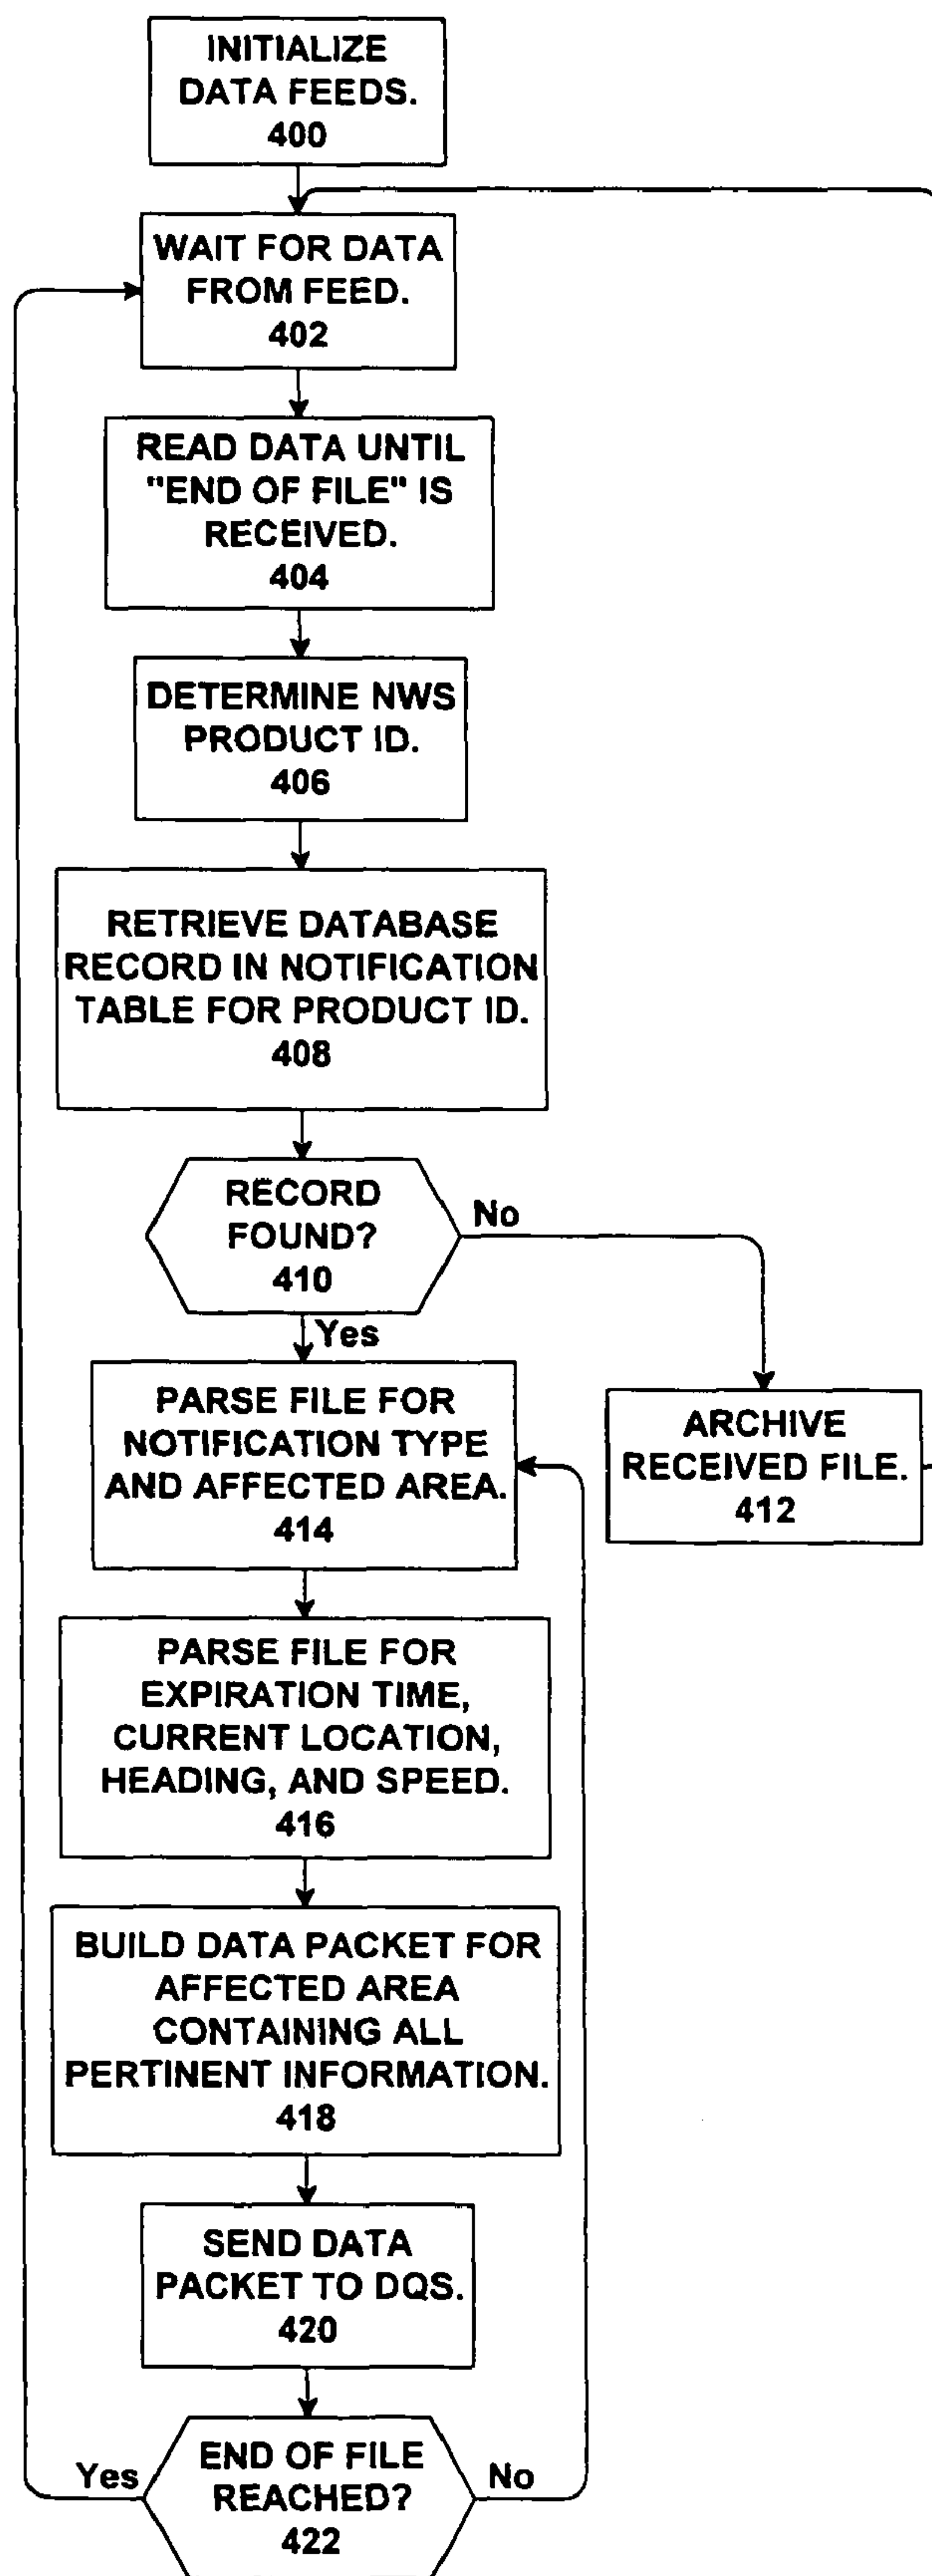 INITIALIZE
DATA FEEDS.
400
WAIT FOR DATA
FROM FEED.
402
READ DATA UNTIL
"END OF FILE" IS
RECEIVED.
404
DETERMINE NWS
PRODUCT ID.
406
RETRIEVE DATABASE
RECORD IN NOTIFICATION
TABLE FOR PRODUCT ID.
408
RECORD
FOUND?
410
No
Yes
PARSE FILE FOR
NOTIFICATION TYPE
AND AFFECTED AREA.
414
ARCHIVE
RECEIVED FILE.
412
PARSE FILE FOR
EXPIRATION TIME,
CURRENT LOCATION,
HEADING, AND SPEED.
416
BUILD DATA PACKET FOR
AFFECTED AREA
CONTAINING ALL
PERTINENT INFORMATION.
418
SEND DATA
PACKET TO DQS.
420
END OF FILE
REACHED?
422
Yes
No